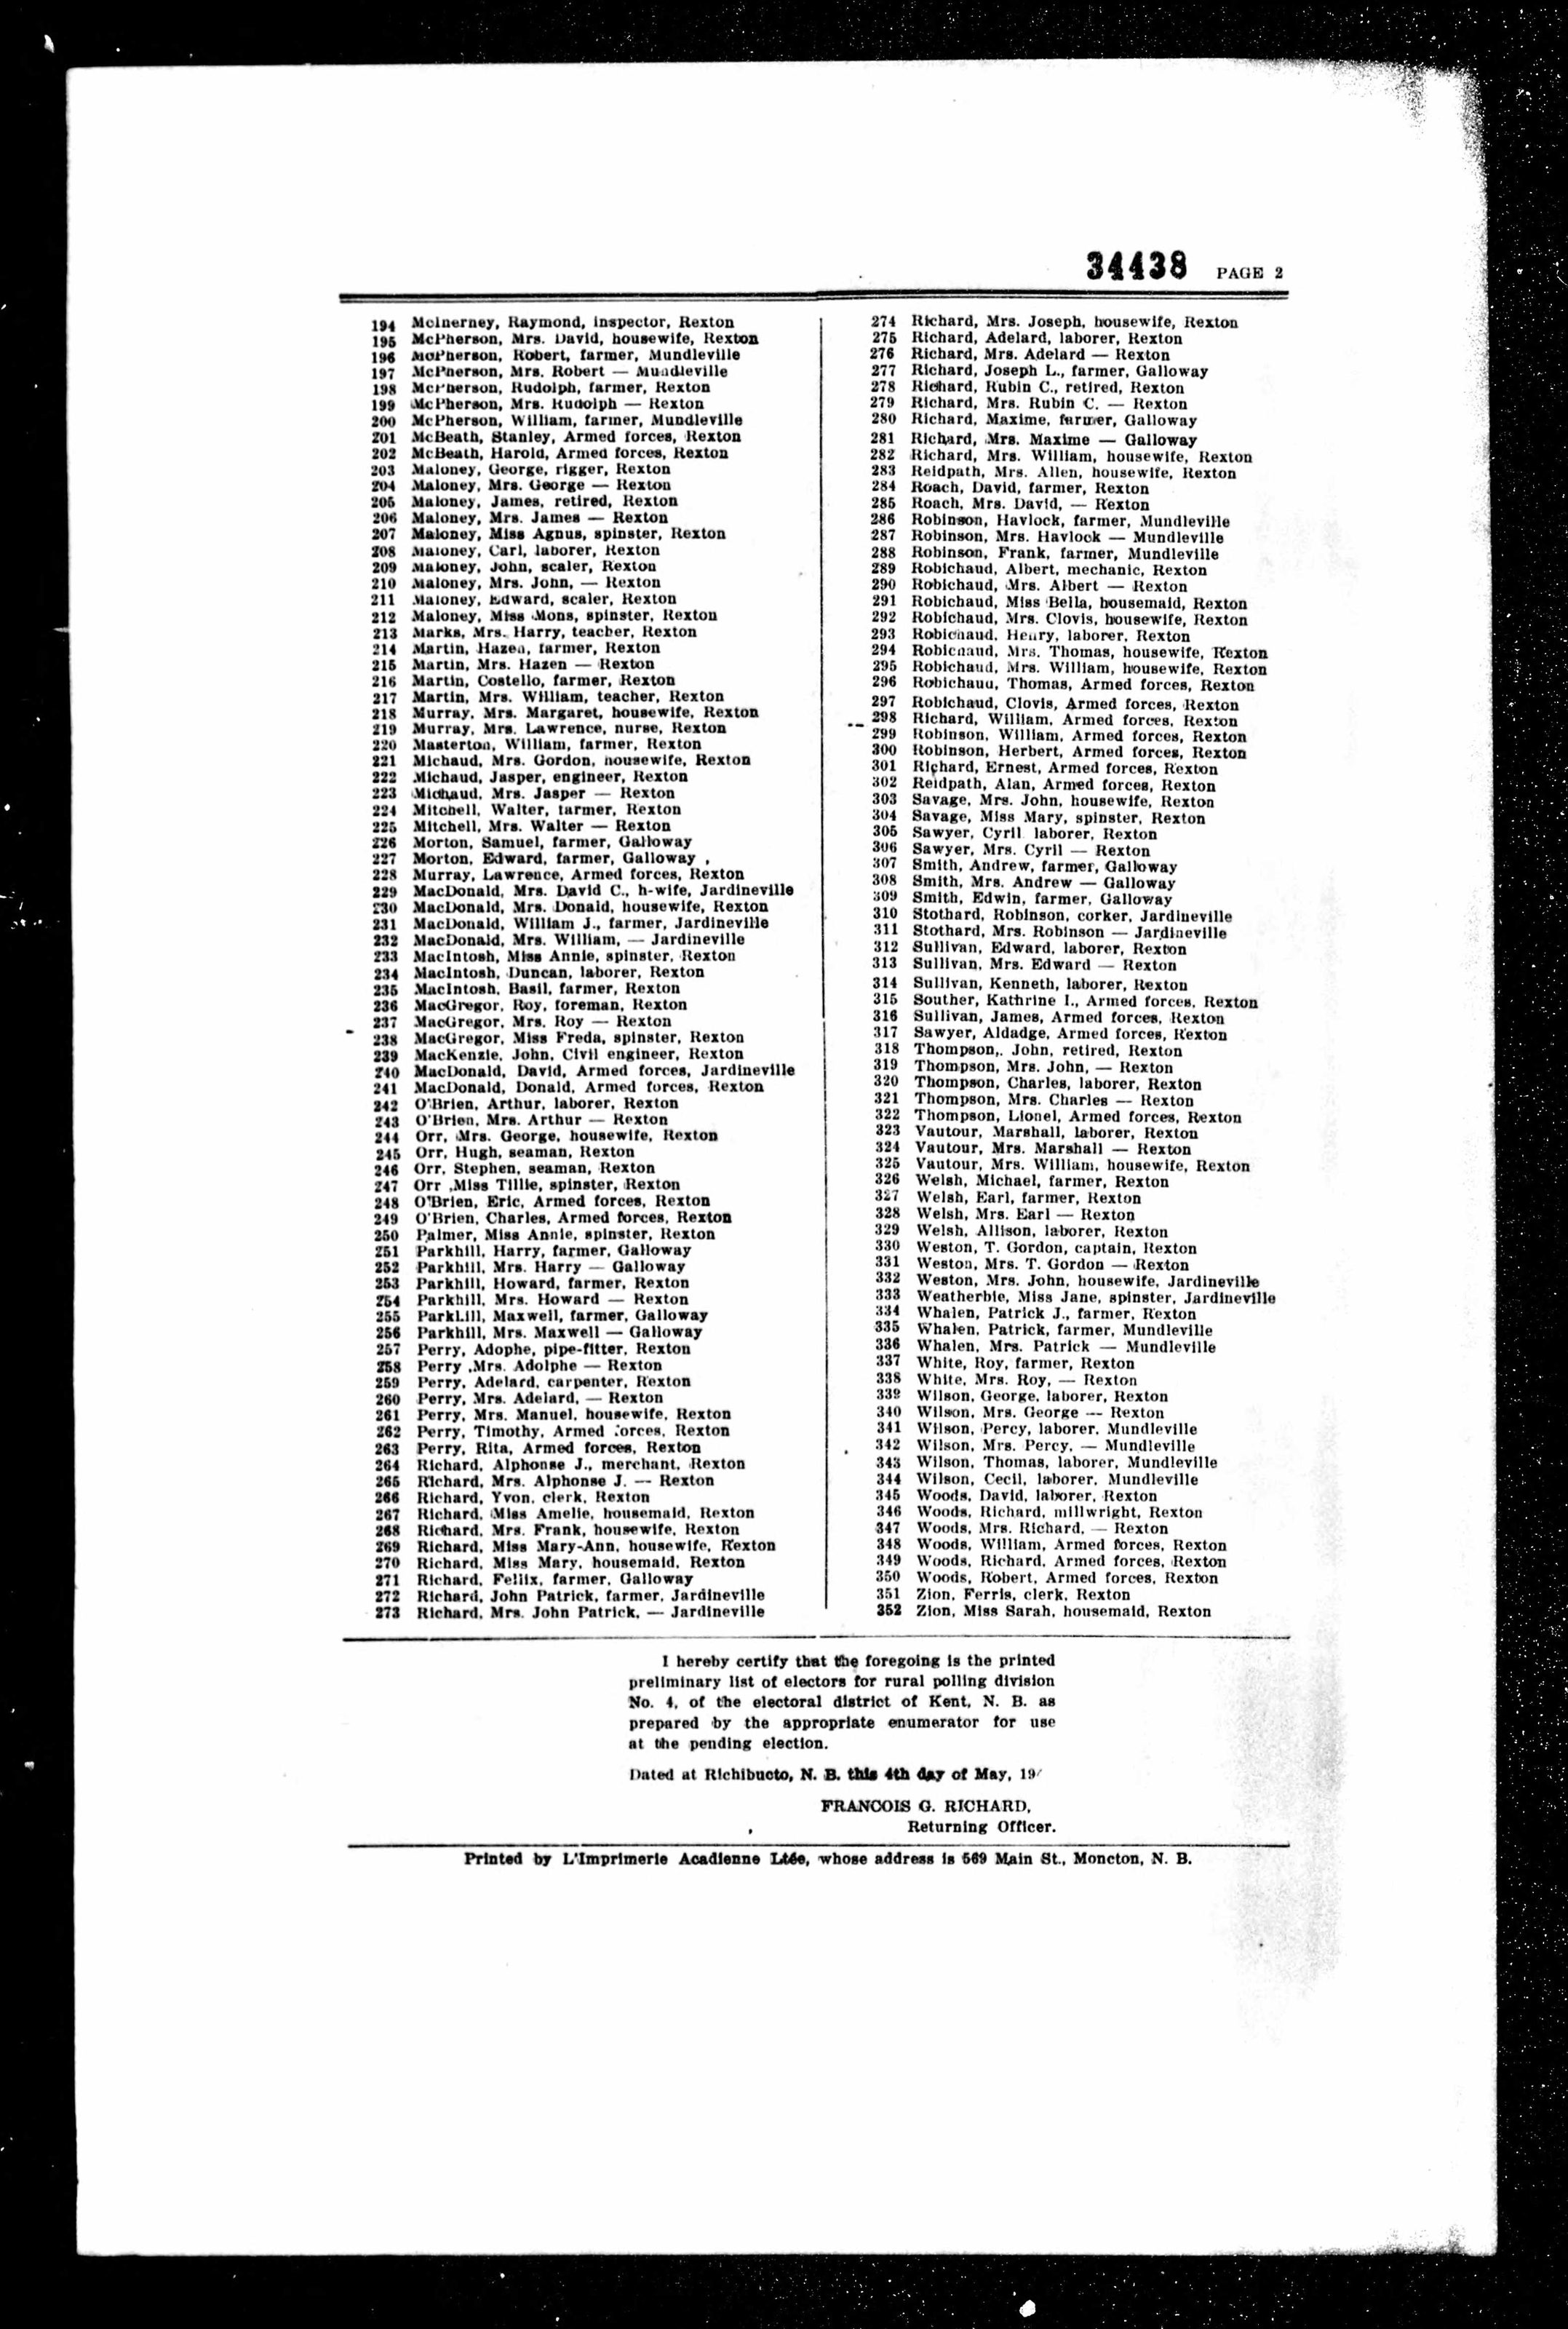 34438 PAGE 2
194 McInerney, Raymond, inspector, Rexton
195 McPherson, Mrs. David, housewife, Rexton
196 McPherson, Robert, farmer, Mundleville
197 McPherson, Mrs. Robert — Mundleville
198 McPherson, Rudolph, farmer, Rexton
199 McPherson, Mrs. Rudolph — Rexton
200 McPherson, William, farmer, Mundleville
201 McBeath, Stanley, Armed forces, Rexton
202 McBeath, Harold, Armed forces, Rexton
203 Maloney, George, rigger, Rexton
204 Maloney, Mrs. George — Rexton
205 Maloney, James, retired, Rexton
206 Maloney, Mrs. James — Rexton
207 Maloney, Miss Agnus, spinster, Rexton
208 Maloney, Carl, laborer, Rexton
209 Maloney, John, scaler, Rexton
210 Maloney, Mrs. John, — Rexton
211 Maloney, Edward, scaler, Rexton
212 Maloney, Miss Mons, spinster, Rexton
213 Marks, Mrs. Harry, teacher, Rexton
214 Martin, Hazen, farmer, Rexton
215 Martin, Mrs. Hazen — Rexton
216 Martin, Costello, farmer, Rexton
217 Martin, Mrs. William, teacher, Rexton
218 Murray, Mrs. Margaret, housewife, Rexton
219 Murray, Mrs. Lawrence, nurse, Rexton
220 Masterton, William, farmer, Rexton
221 Michaud, Mrs. Gordon, housewife, Rexton
222 Michaud, Jasper, engineer, Rexton
223 Michaud, Mrs. Jasper — Rexton
224 Mitchell, Walter, farmer, Rexton
225 Mitchell, Mrs. Walter — Rexton
226 Morton, Samuel, farmer, Galloway
227 Morton, Edward, farmer, Galloway
228 Murray, Lawrence, Armed forces, Rexton
229 MacDonald, Mrs. David C., h-wife, Jardineville
230 MacDonald, Mrs. Donald, housewife, Rexton
231 MacDonald, William J., farmer, Jardineville
232 MacDonald, Mrs. William, — Jardineville
233 MacIntosh, Miss Annie, spinster, Rexton
234 MacIntosh, Duncan, laborer, Rexton
235 MacIntosh, Basil, farmer, Rexton
236 MacGregor, Roy, foreman, Rexton
237 MacGregor, Mrs. Roy — Rexton
238 MacGregor, Miss Freda, spinster, Rexton
239 MacKenzie, John, Civil engineer, Rexton
240 MacDonald, David, Armed forces, Jardineville
241 MacDonald, Donald, Armed forces, Rexton
242 O'Brien, Arthur, laborer, Rexton
243 O'Brien, Mrs. Arthur — Rexton
244 Orr, Mrs. George, housewife, Rexton
245 Orr, Hugh, seaman, Rexton
246 Orr, Stephen, seaman, Rexton
247 Orr ,Miss Tillie, spinster, Rexton
248 O'Brien, Eric, Armed forces, Rexton
249 O'Brien, Charles, Armed forces, Rexton
250 Palmer, Miss Annie, spinster, Rexton
251 Parkhill, Harry, farmer, Galloway
252 Parkhill, Mrs. Harry — Galloway
253 Parkhill, Howard, farmer, Rexton
254 Parkhill, Mrs. Howard — Rexton
255 Parkhill, Maxwell, farmer, Galloway
256 Parkhill, Mrs. Maxwell — Galloway
257 Perry, Adophe, pipe-fitter, Rexton
258 Perry ,Mrs. Adolphe — Rexton
259 Perry, Adelard, carpenter, Rexton
260 Perry, Mrs. Adelard, — Rexton
261 Perry, Mrs. Manuel, housewife, Rexton
262 Perry, Timothy, Armed forces, Rexton
263 Perry, Rita, Armed forces, Rexton
264 Richard, Alphonse J., merchant, Rexton
265 Richard, Mrs. Alphonse J. — Rexton
266 Richard, Yvon, clerk, Rexton
267 Richard, Miss Amelie, housemaid, Rexton
268 Richard, Mrs. Frank, housewife, Rexton
269 Richard, Miss Mary-Ann, housewife, Rexton
270 Richard, Miss Mary, housemaid, Rexton
271 Richard, Fellix, farmer, Galloway
272 Richard, John Patrick, farmer, Jardineville
273 Richard, Mrs. John Patrick, — Jardineville
274 Richard, Mrs. Joseph, housewife, Rexton
275 Richard, Adelard, laborer, Rexton
276 Richard, Mrs. Adelard — Rexton
277 Richard, Joseph L., farmer, Galloway
278 Richard, Rubin C., retired, Rexton
279 Richard, Mrs. Rubin C. — Rexton
280 Richard, Maxime, farmer, Galloway
281 Richard, Mrs. Maxime — Galloway
282 Richard, Mrs. William, housewife, Rexton
283 Reidpath, Mrs. Allen, housewife, Rexton
284 Roach, David, farmer, Rexton
285 Roach, Mrs. David, — Rexton
286 Robinson, Havlock, farmer, Mundleville
287 Robinson, Mrs. Havlock — Mundleville
288 Robinson, Frank, farmer, Mundleville
289 Robichaud, Albert, mechanic, Rexton
290 Robichaud, Mrs. Albert — Rexton
291 Robichaud, Miss Bella, housemaid, Rexton
292 Robichaud, Mrs. Clovis, housewife, Rexton
293 Robichaud, Henry, laborer, Rexton
294 Robichaud, Mrs. Thomas, housewife, Rexton
295 Robichaud, Mrs. William, housewife, Rexton
296 Robichaud, Thomas, Armed forces, Rexton
297 Robichaud, Clovis, Armed forces, Rexton
298 Richard, William, Armed forces, Rexton
299 Robinson, William, Armed forces, Rexton
300 Robinson, Herbert, Armed forces, Rexton
301 Richard, Ernest, Armed forces, Rexton
302 Reidpath, Alan, Armed forces, Rexton
303 Savage, Mrs. John, housewife, Rexton
304 Savage, Miss Mary, spinster, Rexton
305 Sawyer, Cyril laborer, Rexton
306 Sawyer, Mrs. Cyril — Rexton
307 Smith, Andrew, farmer, Galloway
308 Smith, Mrs. Andrew — Galloway
309 Smith, Edwin, farmer, Galloway
310 Stothard, Robinson, corker, Jardineville
311 Stothard, Mrs. Robinson — Jardineville
312 Sullivan, Edward, laborer, Rexton
313 Sullivan, Mrs. Edward — Rexton
314 Sullivan, Kenneth, laborer, Rexton
315 Souther, Kathrine I., Armed forces, Rexton
316 Sullivan, James, Armed forces, Rexton
317 Sawyer, Aldadge, Armed forces, Rexton
318 Thompson,. John, retired, Rexton
319 Thompson, Mrs. John, — Rexton
320 Thompson, Charles, laborer, Rexton
321 Thompson, Mrs. Charles — Rexton
322 Thompson, Lionel, Armed forces, Rexton
323 Vautour, Marshall, laborer, Rexton
324 Vautour, Mrs. Marshall — Rexton
325 Vautour, Mrs. William, housewife, Rexton
326 Welsh, Michael, farmer, Rexton
327 Welsh, Earl, farmer, Rexton
328 Welsh, Mrs. Earl — Rexton
329 Welsh, Allison, laborer, Rexton
330 Weston, T. Gordon, captain, Rexton
331 Weston, Mrs. T. Gordon — Rexton
332 Weston, Mrs. John, housewife, Jardineville
333 Weatherbie, Miss Jane, spinster, Jardineville
334 Whalen, Patrick J., farmer, Rexton
335 Whalen, Patrick, farmer, Mundleville
336 Whalen, Mrs. Patrick — Mundleville
337 White, Roy, farmer, Rexton
338 White, Mrs. Roy, — Rexton
339 Wilson, George, laborer, Rexton
340 Wilson, Mrs. George — Rexton
341 Wilson, Percy, laborer, Mundleville
342 Wilson, Mrs. Percy, — Mundleville
343 Wilson, Thomas, laborer, Mundleville
344 Wilson, Cecil, laborer, Mundleville
345 Woods, David, laborer, Rexton
346 Woods, Richard, millwright, Rexton
347 Woods, Mrs. Richard, — Rexton
348 Woods, William, Armed forces, Rexton
349 Woods, Richard, Armed forces, Rexton
350 Woods, Robert, Armed forces, Rexton
351 Zion, Ferris, clerk, Rexton
352 Zion, Miss Sarah, housemaid, Rexton
I hereby certify that the foregoing is the printed
preliminary list of electors for rural polling division
No. 4, of the electoral district of Kent, N. B. as
prepared by the appropriate enumerator for use
at the pending election.
Dated at Richibucto, N. B. this 4th day of May, 19
FRANCOIS G. RICHARD,
Returning Officer.
Printed by L'Imprimerie Acadienne Ltée, whose address is 569 Main St., Moncton, N. B.